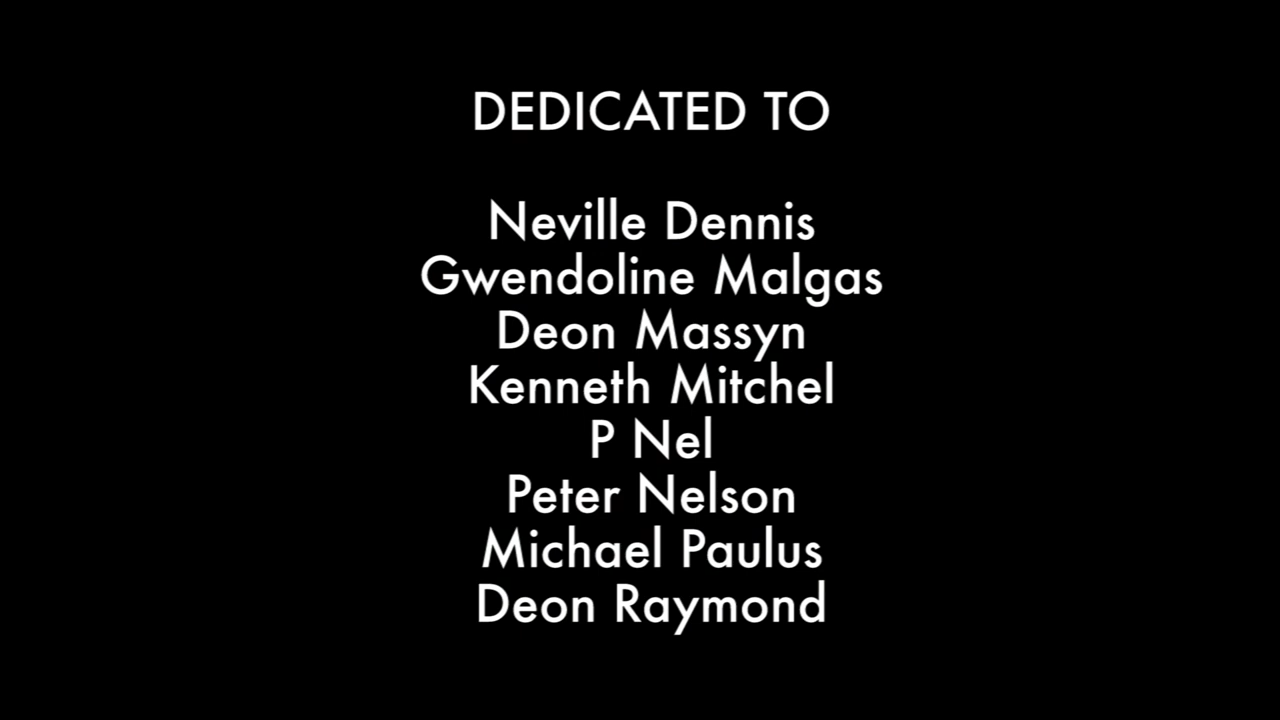 DEDICATED TO
Neville Dennis
Gwendoline Malgas
Deon Massyn
Kenneth Mitchel
P Nel
Peter Nelson
Michael Paulus
Deon Raymond